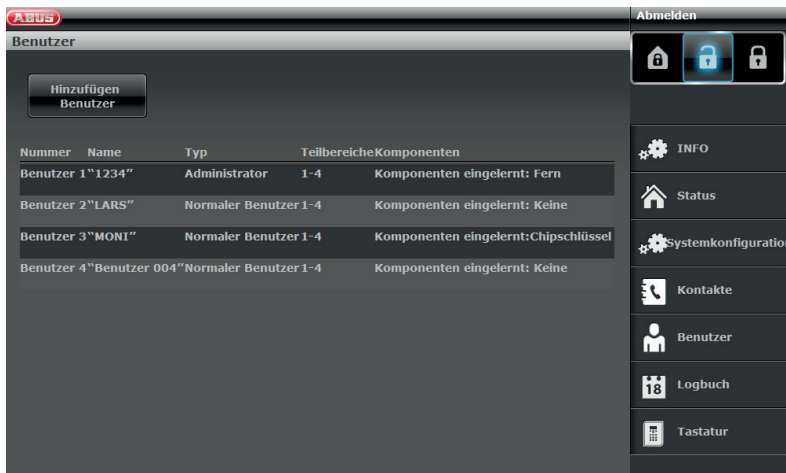 ABUS
Abmelden
Benutzer
Hinzufügen
Benutzer
Nummer Name Typ Teilbereiche Komponenten
Benutzer 1 "1234" Administrator 1-4 Komponenten eingelernt: Fern
Benutzer 2 "LARS" Normaler Benutzer 1-4 Komponenten eingelernt: Keine
Benutzer 3 "MONI" Normaler Benutzer 1-4 Komponenten eingelernt:Chipschlüssel
Benutzer 4 "Benutzer 004" Normaler Benutzer 1-4 Komponenten eingelernt: Keine
INFO
Status
Systemkonfiguratio
Kontakte
Benutzer
18
Logbuch
Tastatur